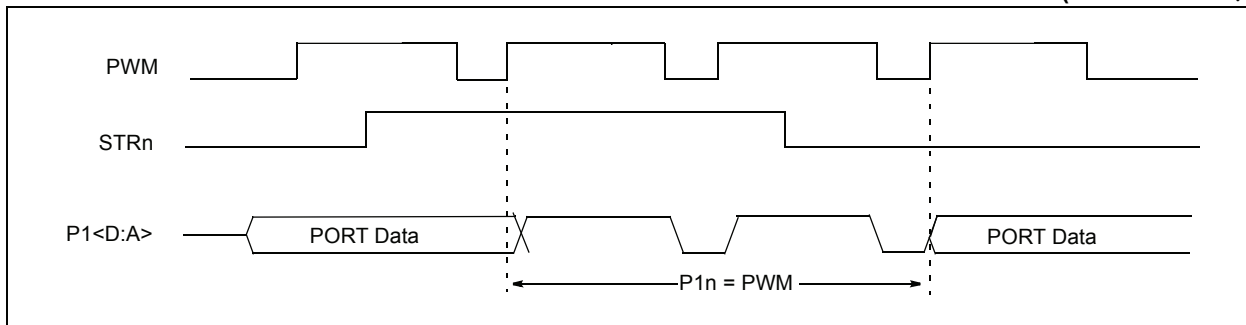 PWM
STRn
P1<D:A>
PORT Data
PORT Data
P1n = PWM